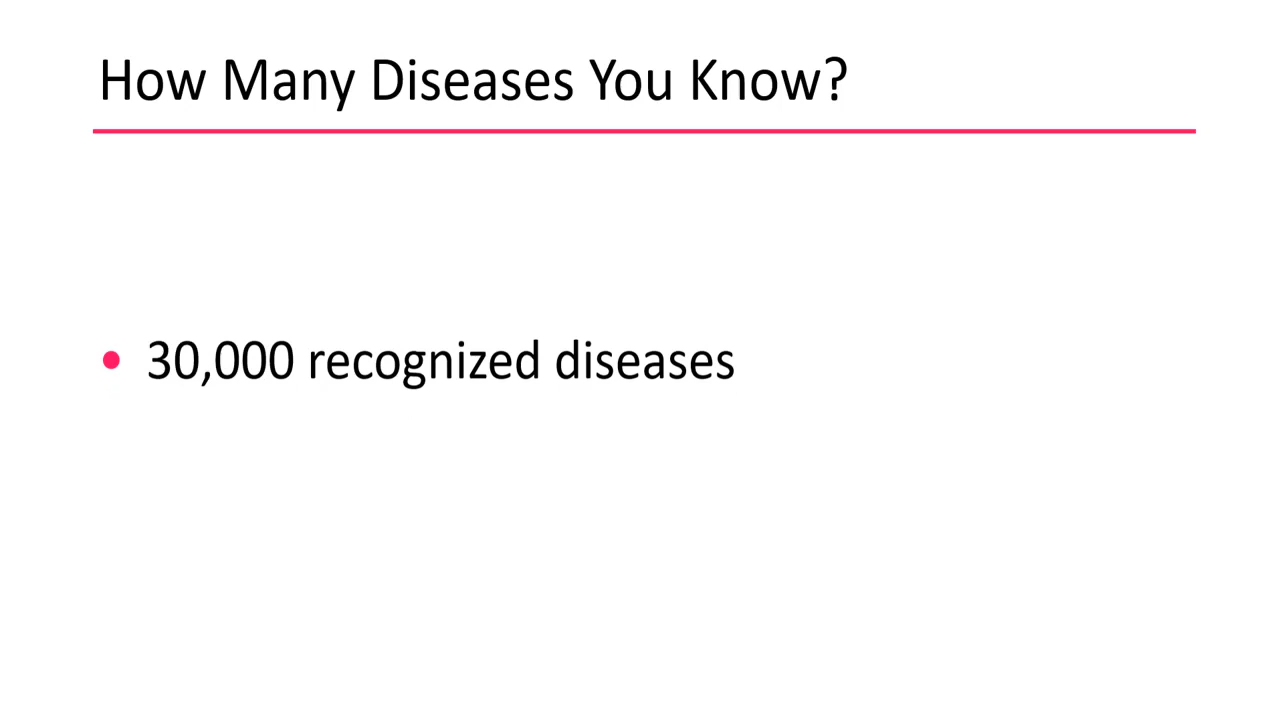 How Many Diseases You Know?
• 30,000 recognized diseases